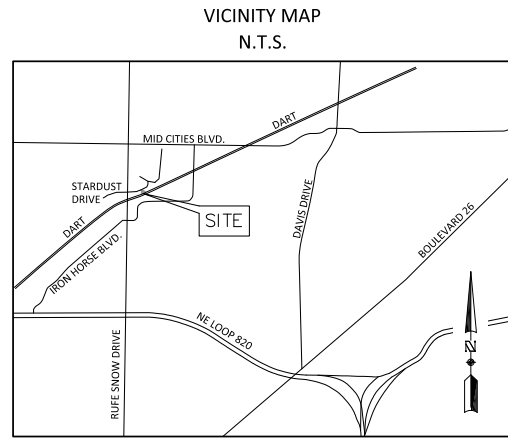 VICINITY MAP
N.T.S.
DART
MID CITIES BLVD.
STARDUST
DRIVE
SITE
DART
IRON HORSE BLVD.
DAVIS DRIVE
BOULEVARD 26
NE LOOP 820
RUFE SNOW DRIVE
N